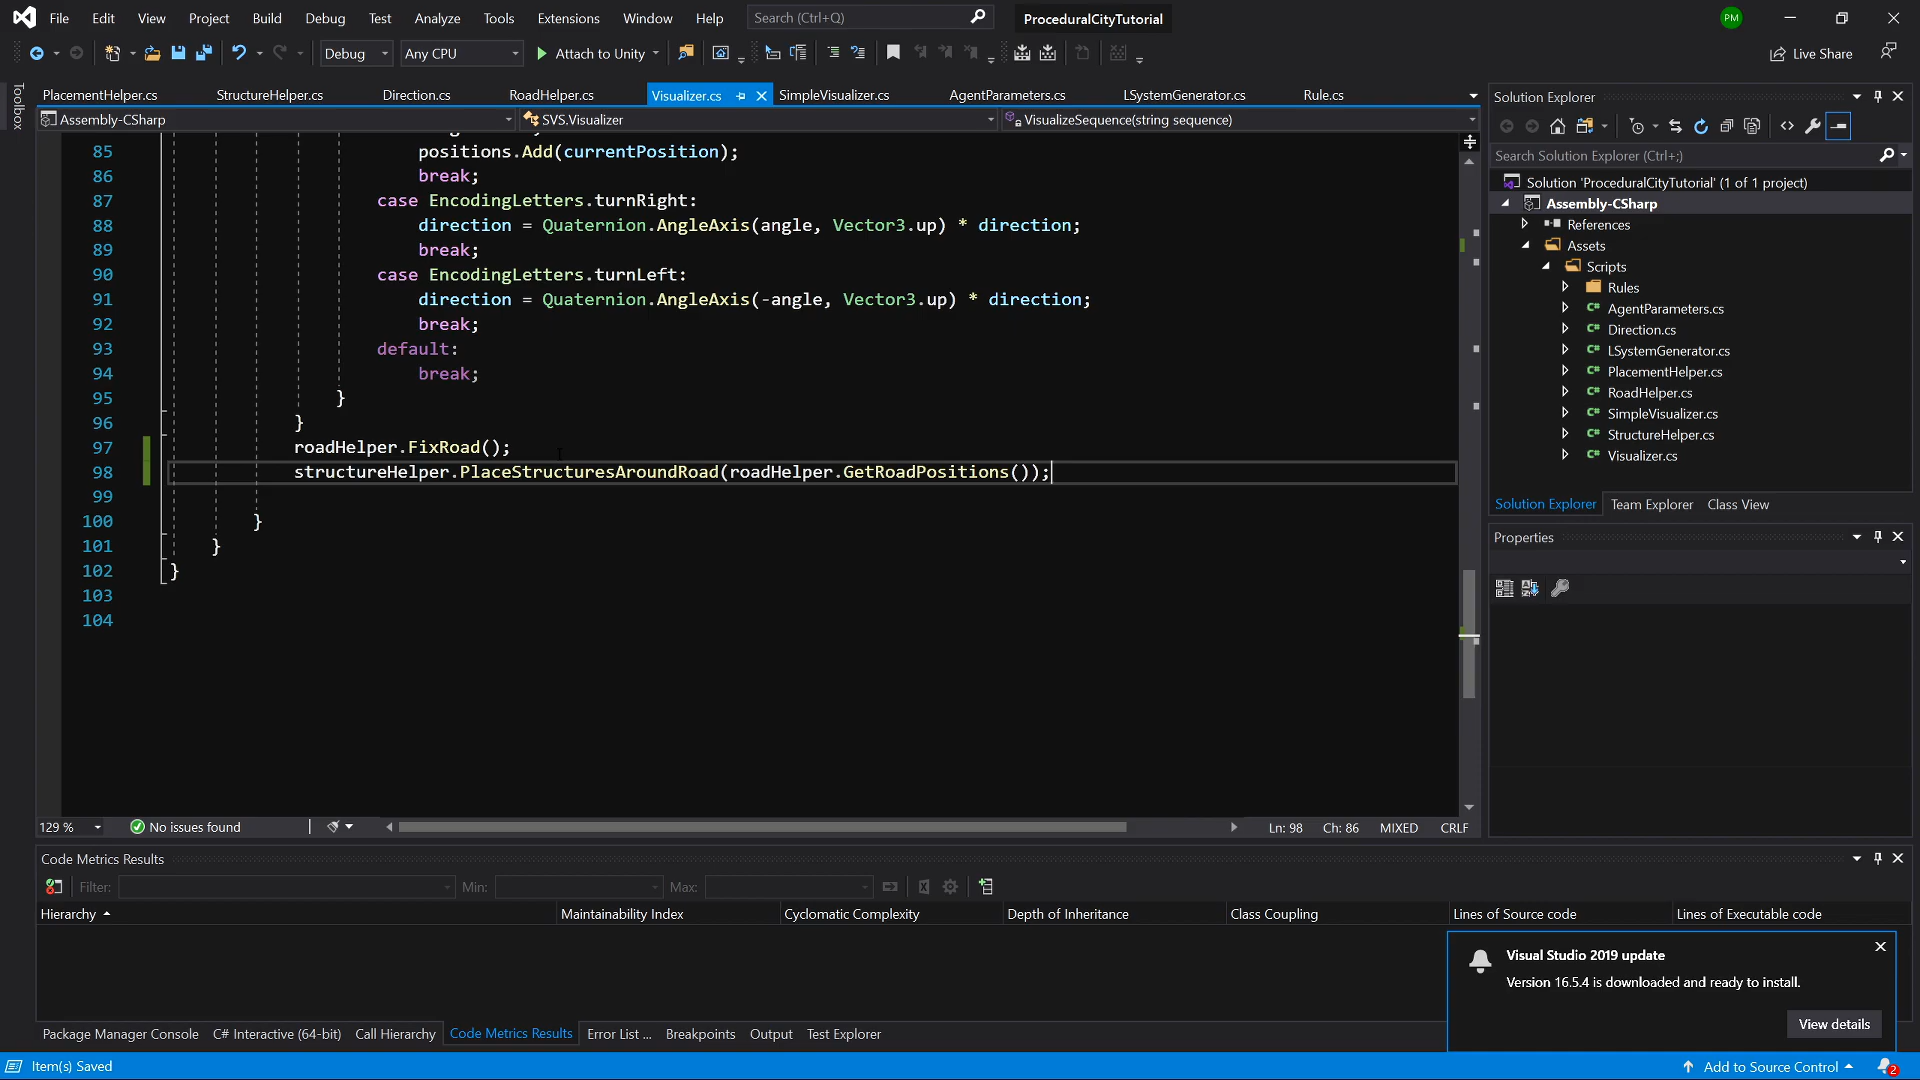 File Edit View Project Build Debug Test Analyze Tools Extensions Window Help Search (Ctrl+Q) ProceduralCityTutorial PM
Debug Any CPU Attach to Unity Live Share
Toolbox
PlacementHelper.cs StructureHelper.cs Direction.cs RoadHelper.cs Visualizer.cs SimpleVisualizer.cs AgentParameters.cs LSystemGenerator.cs Rule.cs
Assembly-CSharp SVS.Visualizer VisualizeSequence(string sequence)
85 positions.Add(currentPosition);
86 break;
87 case EncodingLetters.turnRight:
88 direction = Quaternion.AngleAxis(angle, Vector3.up) * direction;
89 break;
90 case EncodingLetters.turnLeft:
91 direction = Quaternion.AngleAxis(-angle, Vector3.up) * direction;
92 break;
93 default:
94 break;
95 }
96 }
97 roadHelper.FixRoad();
98 structureHelper.PlaceStructuresAroundRoad(roadHelper.GetRoadPositions());
99
100 }
101 }
102 }
103
104
129 % No issues found Ln: 98 Ch: 86 MIXED CRLF
Solution Explorer
Search Solution Explorer (Ctrl+;)
Solution 'ProceduralCityTutorial' (1 of 1 project)
Assembly-CSharp
References
Assets
Scripts
Rules
C# AgentParameters.cs
C# Direction.cs
C# LSystemGenerator.cs
C# PlacementHelper.cs
C# RoadHelper.cs
C# SimpleVisualizer.cs
C# StructureHelper.cs
C# Visualizer.cs
Solution Explorer Team Explorer Class View
Properties
Code Metrics Results
Filter: Min: Max:
Hierarchy Maintainability Index Cyclomatic Complexity Depth of Inheritance Class Coupling Lines of Source code Lines of Executable code
Visual Studio 2019 update
Version 16.5.4 is downloaded and ready to install.
View details
Package Manager Console C# Interactive (64-bit) Call Hierarchy Code Metrics Results Error List ... Breakpoints Output Test Explorer
Item(s) Saved Add to Source Control 2